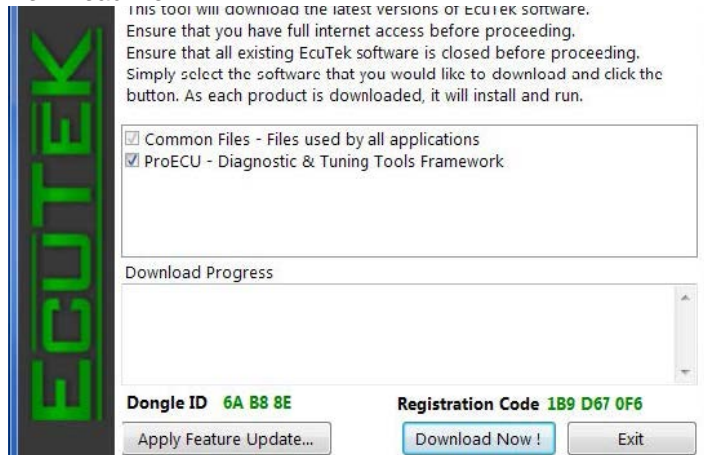 ECUTEK
This tool will download the latest versions of EcuTek software.
Ensure that you have full internet access before proceeding.
Ensure that all existing EcuTek software is closed before proceeding.
Simply select the software that you would like to download and click the
button. As each product is downloaded, it will install and run.
Common Files - Files used by all applications
ProECU - Diagnostic & Tuning Tools Framework
Download Progress
Dongle ID 6A B8 8E Registration Code 1B9 D67 0F6
Apply Feature Update... Download Now ! Exit